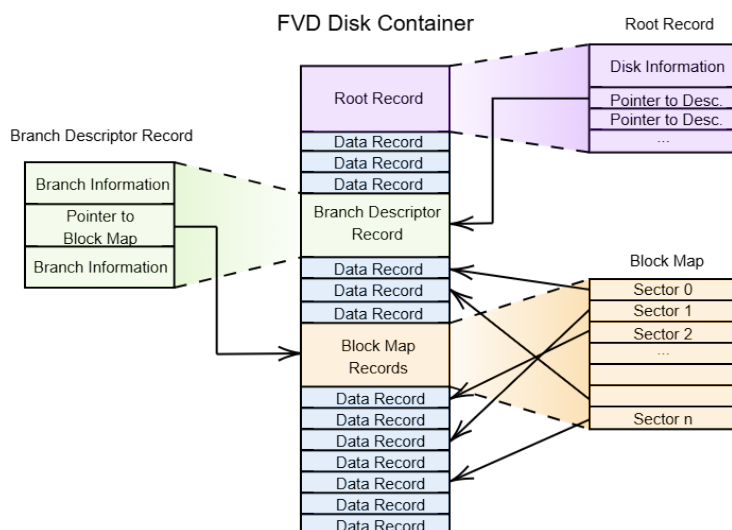 FVD Disk Container
Root Record
Disk Information
Pointer to Desc.
Pointer to Desc.
...
Root Record
Branch Descriptor Record
Branch Information
Pointer to
Block Map
Branch Information
Data Record
Data Record
Data Record
Branch Descriptor
Record
Data Record
Data Record
Data Record
Block Map
Records
Data Record
Data Record
Data Record
Data Record
Data Record
Data Record
Data Record
Block Map
Sector 0
Sector 1
Sector 2
...
Sector n